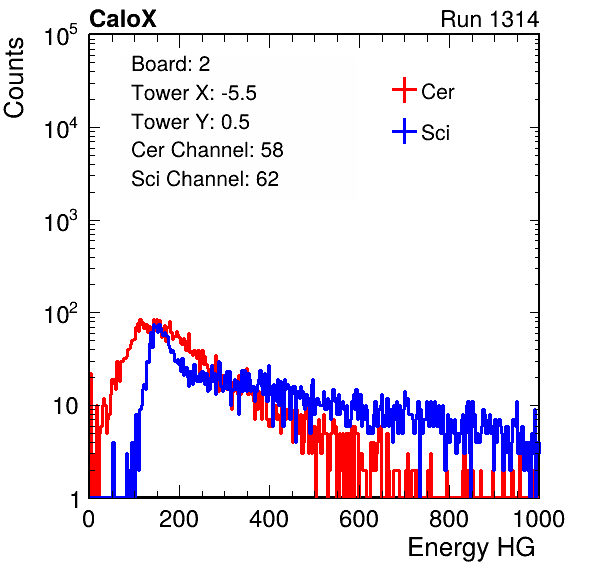 CaloX Run 1314
Counts
10^5
10^4
10^3
10^2
10
1
Board: 2
Tower X: -5.5
Tower Y: 0.5
Cer Channel: 58
Sci Channel: 62
Cer
Sci
0 200 400 600 800 1000
Energy HG